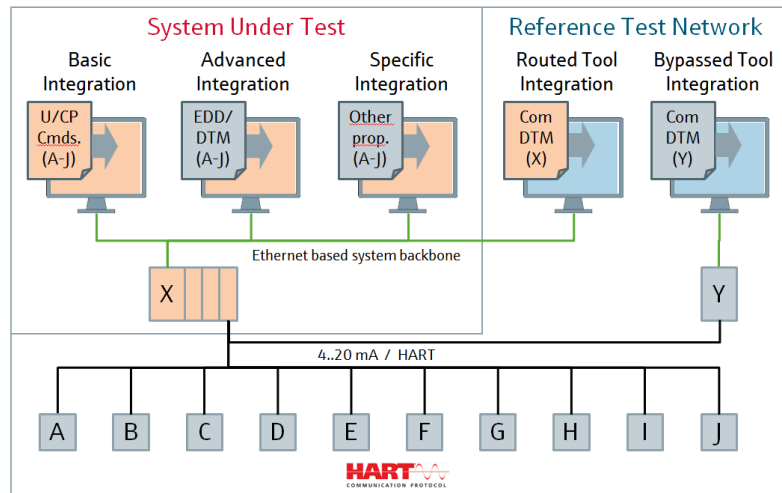 System Under Test
Reference Test Network
Basic
Integration
Advanced
Integration
Specific
Integration
Routed Tool
Integration
Bypassed Tool
Integration
U/CP
Cmds.
(A-J)
EDD/
DTM
(A-J)
Other
prop.
(A-J)
Com
DTM
(X)
Com
DTM
(Y)
Ethernet based system backbone
X
Y
4..20 mA / HART
A B C D E F G H I J
HART
COMMUNICATION PROTOCOL